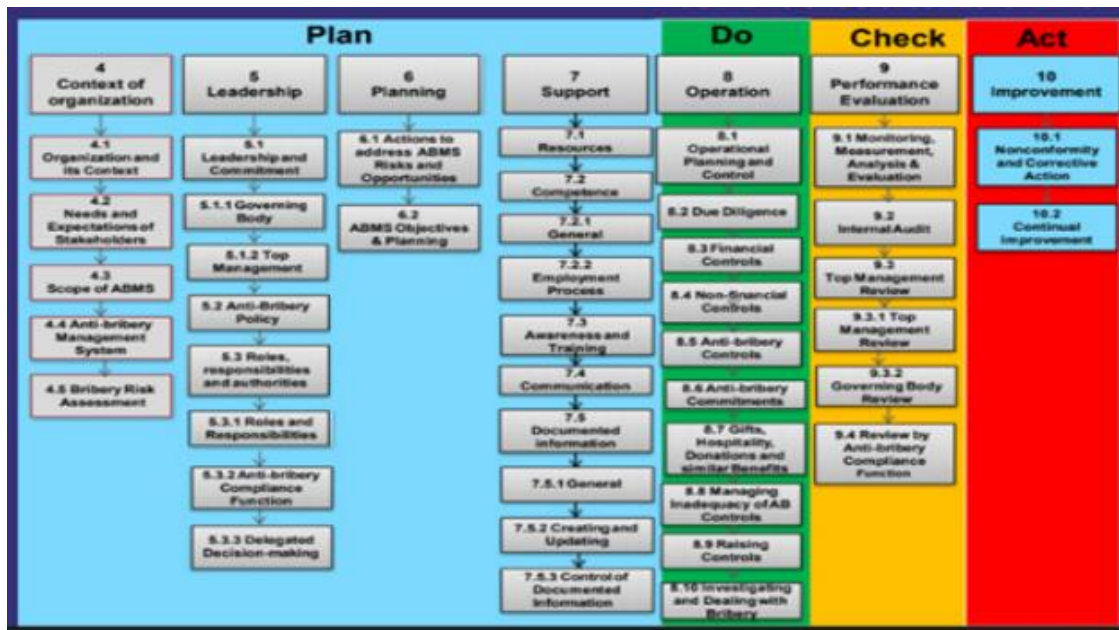 Plan
Do
Check
Act
4
Context of
organization
4.1
Organization and
its Context
4.2
Needs and
Expectations of
Stakeholders
4.3
Scope of ABMS
4.4 Anti-bribery
Management
System
4.5 Bribery Risk
Assessment
5
Leadership
5.1
Leadership and
Commitment
5.1.1 Governing
Body
5.1.2 Top
Management
5.2 Anti-Bribery
Policy
5.3 Roles,
responsibilities
and authorities
5.3.1 Roles and
Responsibilities
5.3.2 Anti-bribery
Compliance
Function
5.3.3 Delegated
Decision-making
6
Planning
6.1 Actions to
address ABMS
Risks and
Opportunities
6.2
ABMS Objectives
& Planning
7
Support
7.1
Resources
7.2
Competence
7.2.1
General
7.2.2
Employment
Process
7.3
Awareness and
Training
7.4
Communication
7.5
Documented
information
7.5.1 General
7.5.2 Creating and
Updating
7.5.3 Control of
Documented
Information
8
Operation
8.1
Operational
Planning and
Control
8.2 Due Diligence
8.3 Financial
Controls
8.4 Non-financial
Controls
8.5 Anti-bribery
Controls
8.6 Anti-bribery
Commitments
8.7 Gifts,
Hospitality,
Donations and
similar Benefits
8.8 Managing
Inadequacy of AB
Controls
8.9 Raising
Controls
8.10 Investigating
and Dealing with
Bribery
9
Performance
Evaluation
9.1 Monitoring,
Measurement,
Analysis &
Evaluation
9.2
Internal Audit
9.3
Top Management
Review
9.3.1 Top
Management
Review
9.3.2
Governing Body
Review
9.4 Review by
Anti-bribery
Compliance
Function
10
Improvement
10.1
Nonconformity
and Corrective
Action
10.2
Continual
Improvement